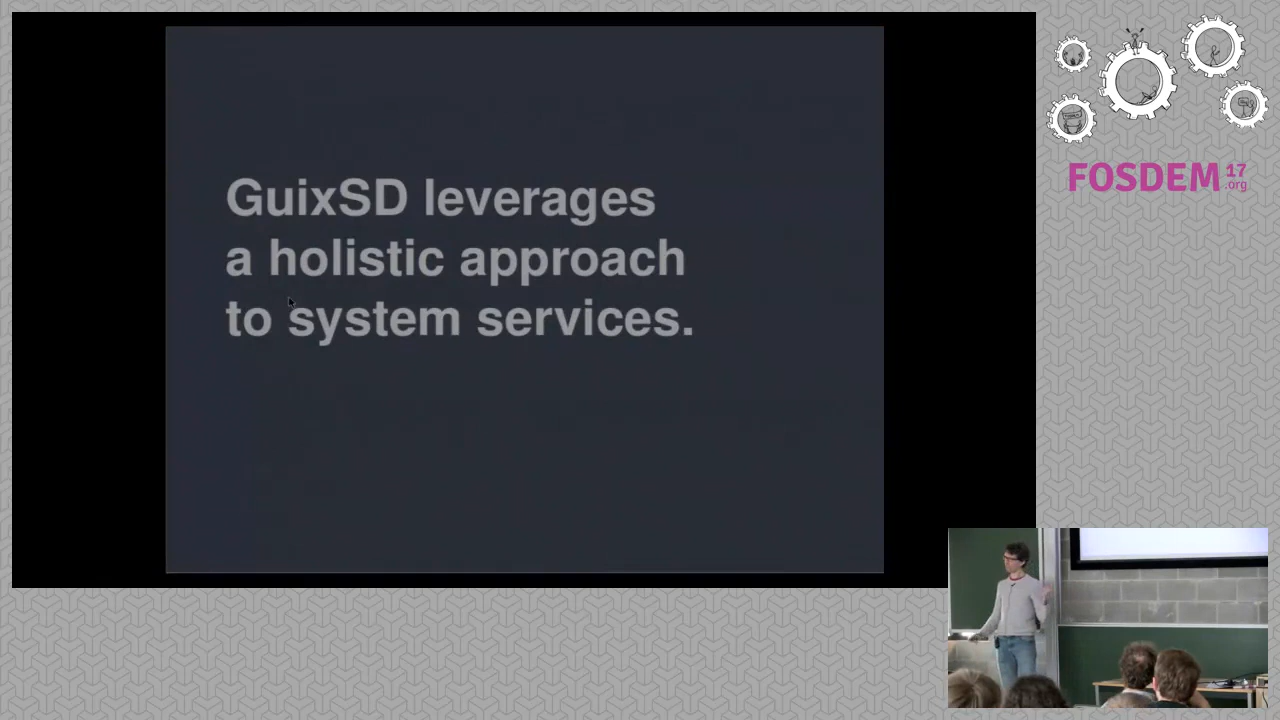 GuixSD leverages
a holistic approach
to system services.
FOSDEM 17
.org